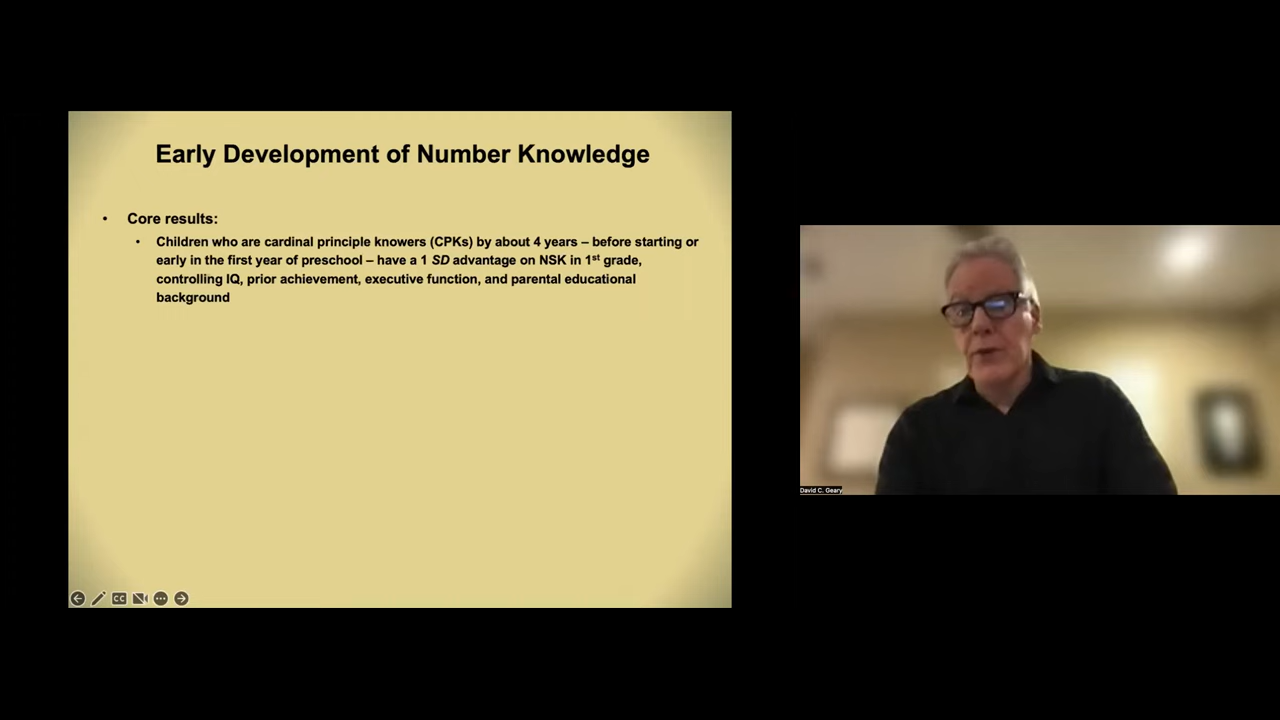 Early Development of Number Knowledge
• Core results:
• Children who are cardinal principle knowers (CPKs) by about 4 years – before starting or
early in the first year of preschool – have a 1 SD advantage on NSK in 1st grade,
controlling IQ, prior achievement, executive function, and parental educational
background
CC
David C. Geary